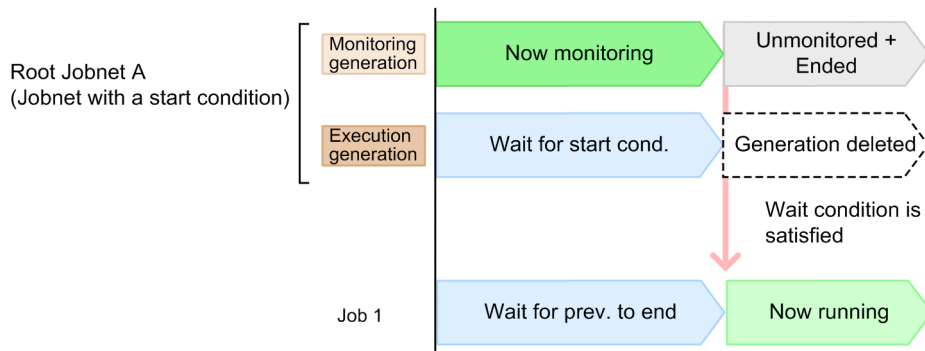 Root Jobnet A
(Jobnet with a start condition)
Monitoring
generation
Now monitoring
Unmonitored +
Ended
Execution
generation
Wait for start cond.
Generation deleted
Wait condition is
satisfied
Job 1
Wait for prev. to end
Now running